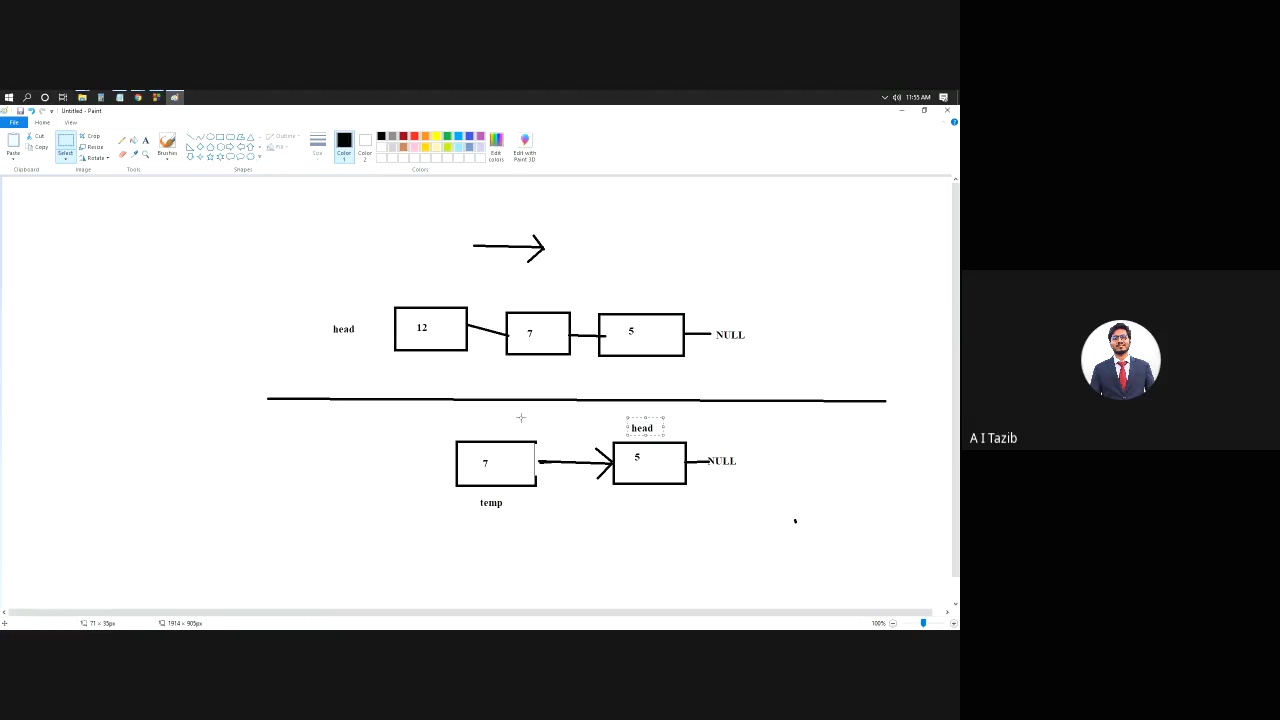 11:55 AM
Untitled - Paint
File Home View
Cut
Copy
Paste
Clipboard
Crop
Resize
Rotate
Image
Tools
Brushes
Shapes
Outline
Fill
Size
Color 1
Color 2
Edit colors
Edit with Paint 3D
Colors
head 12 7 5 NULL
head
7 5 NULL
temp
71 × 35px 1914 × 905px 100%
A I Tazib